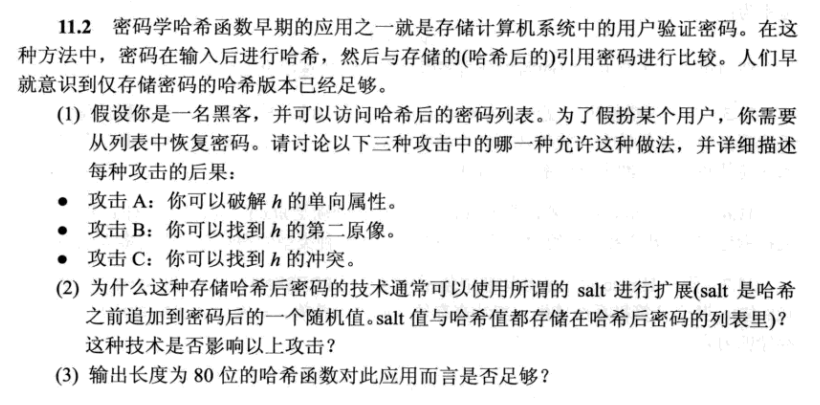 11.2 密码学哈希函数早期的应用之一就是存储计算机系统中的用户验证密码。在这
种方法中，密码在输入后进行哈希，然后与存储的(哈希后的)引用密码进行比较。人们早
就意识到仅存储密码的哈希版本已经足够。
(1) 假设你是一名黑客，并可以访问哈希后的密码列表。为了假扮某个用户，你需要
从列表中恢复密码。请讨论以下三种攻击中的哪一种允许这种做法，并详细描述
每种攻击的后果：
● 攻击 A：你可以破解 h 的单向属性。
● 攻击 B：你可以找到 h 的第二原像。
● 攻击 C：你可以找到 h 的冲突。
(2) 为什么这种存储哈希后密码的技术通常可以使用所谓的 salt 进行扩展(salt 是哈希
之前追加到密码后的一个随机值。salt 值与哈希值都存储在哈希后密码的列表里)？
这种技术是否影响以上攻击？
(3) 输出长度为 80 位的哈希函数对此应用而言是否足够？